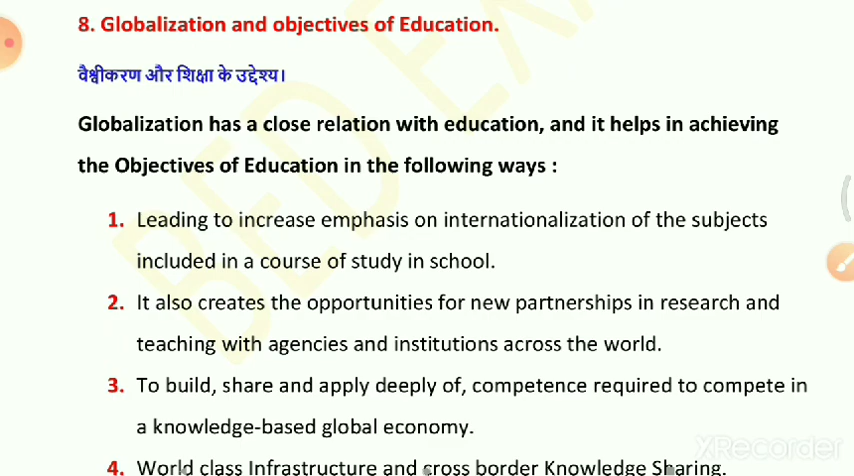 8. Globalization and objectives of Education.
वैश्वीकरण और शिक्षा के उद्देश्य।
Globalization has a close relation with education, and it helps in achieving
the Objectives of Education in the following ways :
1. Leading to increase emphasis on internationalization of the subjects
included in a course of study in school.
2. It also creates the opportunities for new partnerships in research and
teaching with agencies and institutions across the world.
3. To build, share and apply deeply of, competence required to compete in
a knowledge-based global economy.
4. World class Infrastructure and cross border Knowledge Sharing.
BED EX
XRecorder